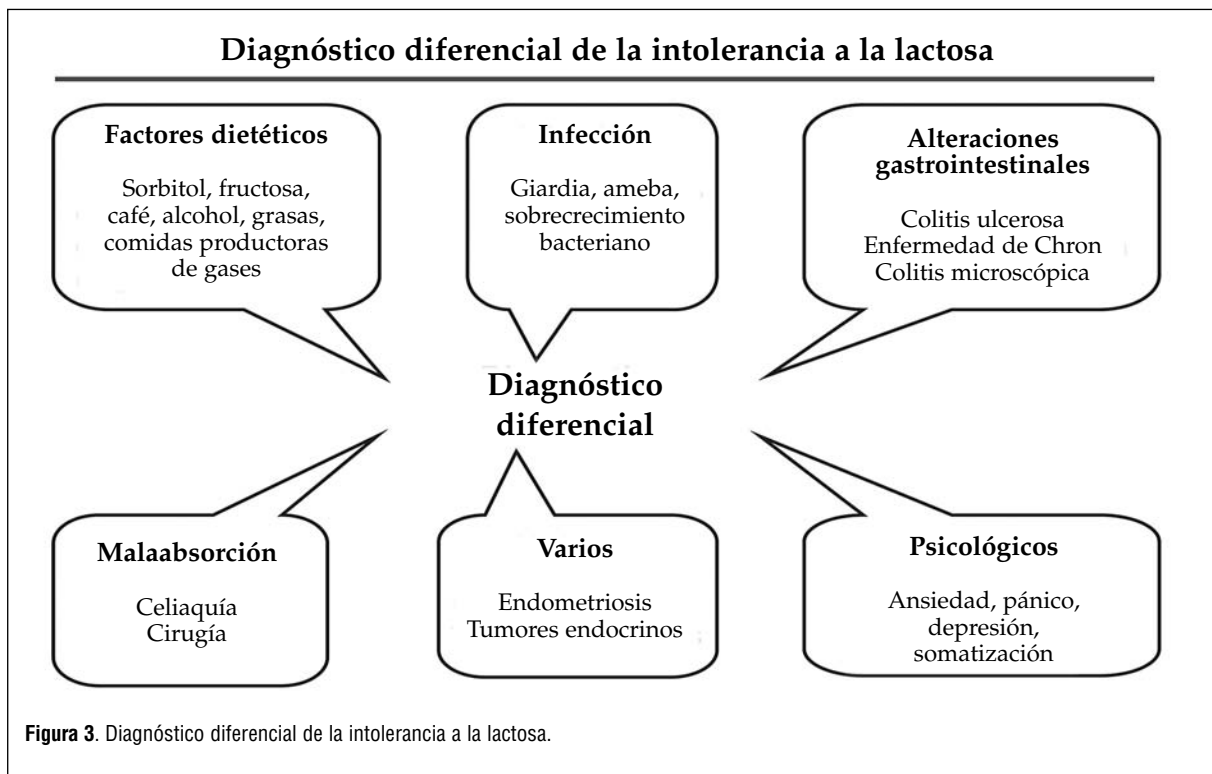 Diagnóstico diferencial de la intolerancia a la lactosa
Factores dietéticos
Sorbitol, fructosa,
café, alcohol, grasas,
comidas productoras
de gases
Infección
Giardia, ameba,
sobrecrecimiento
bacteriano
Alteraciones
gastrointestinales
Colitis ulcerosa
Enfermedad de Chron
Colitis microscópica
Diagnóstico
diferencial
Malaabsorción
Celiaquía
Cirugía
Varios
Endometriosis
Tumores endocrinos
Psicológicos
Ansiedad, pánico,
depresión,
somatización
Figura 3. Diagnóstico diferencial de la intolerancia a la lactosa.